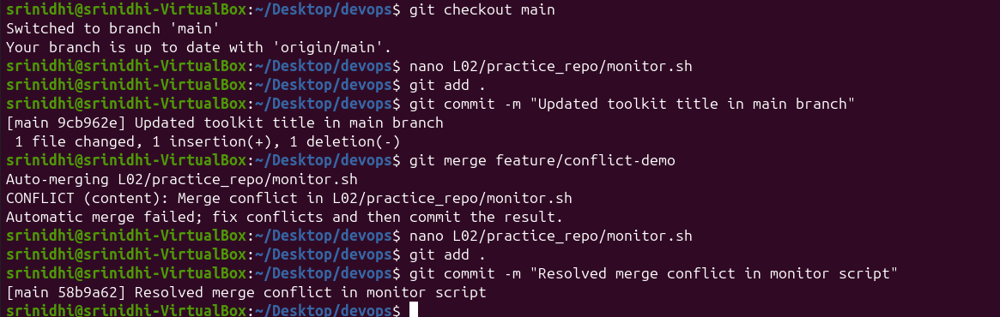 srinidhi@srinidhi-VirtualBox:~/Desktop/devops$ git checkout main
Switched to branch 'main'
Your branch is up to date with 'origin/main'.
srinidhi@srinidhi-VirtualBox:~/Desktop/devops$ nano L02/practice_repo/monitor.sh
srinidhi@srinidhi-VirtualBox:~/Desktop/devops$ git add .
srinidhi@srinidhi-VirtualBox:~/Desktop/devops$ git commit -m "Updated toolkit title in main branch"
[main 9cb962e] Updated toolkit title in main branch
 1 file changed, 1 insertion(+), 1 deletion(-)
srinidhi@srinidhi-VirtualBox:~/Desktop/devops$ git merge feature/conflict-demo
Auto-merging L02/practice_repo/monitor.sh
CONFLICT (content): Merge conflict in L02/practice_repo/monitor.sh
Automatic merge failed; fix conflicts and then commit the result.
srinidhi@srinidhi-VirtualBox:~/Desktop/devops$ nano L02/practice_repo/monitor.sh
srinidhi@srinidhi-VirtualBox:~/Desktop/devops$ git add .
srinidhi@srinidhi-VirtualBox:~/Desktop/devops$ git commit -m "Resolved merge conflict in monitor script"
[main 58b9a62] Resolved merge conflict in monitor script
srinidhi@srinidhi-VirtualBox:~/Desktop/devops$